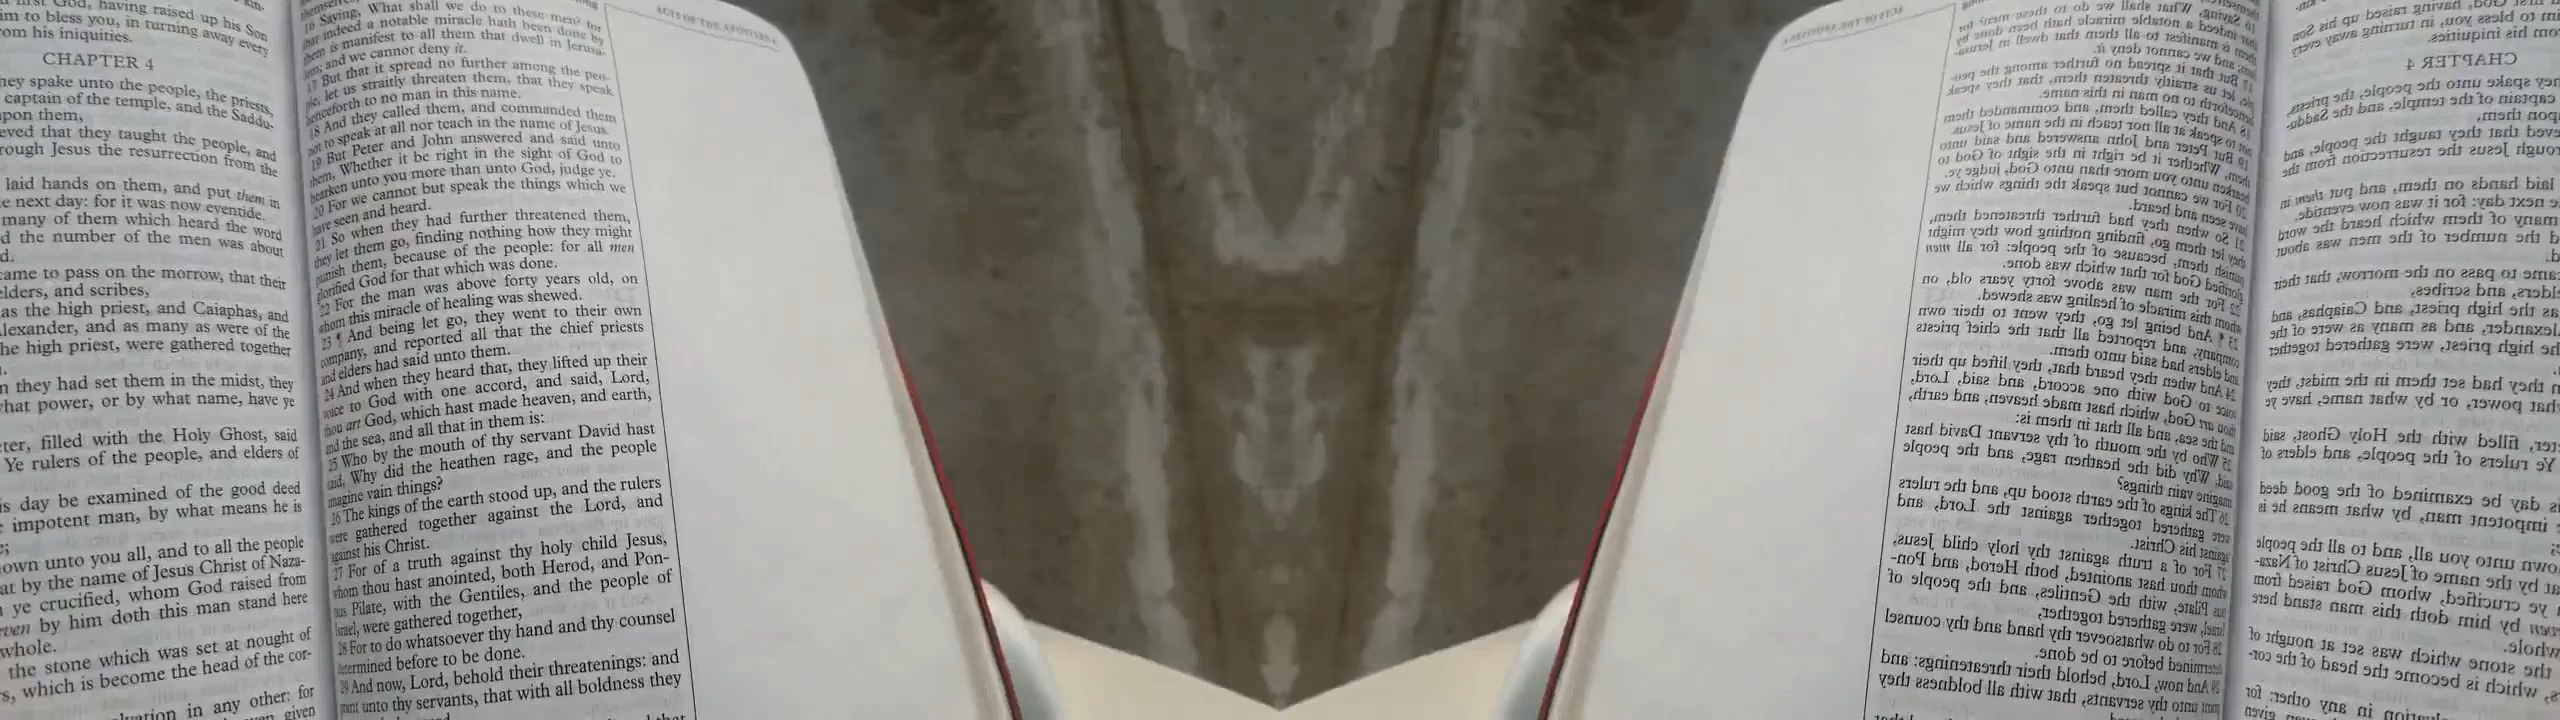 ACTS OF THE APOSTLES 4
first God, having raised up his Son
him to bless you, in turning away every
from his iniquities.
CHAPTER 4
they spake unto the people, the priests,
captain of the temple, and the Saddu-
upon them,
eved that they taught the people, and
rough Jesus the resurrection from the
laid hands on them, and put them in
e next day: for it was now eventide.
many of them which heard the word
d the number of the men was about
d.
came to pass on the morrow, that their
elders, and scribes,
as the high priest, and Caiaphas, and
lexander, and as many as were of the
he high priest, were gathered together
n they had set them in the midst, they
what power, or by what name, have ye
ter, filled with the Holy Ghost, said
Ye rulers of the people, and elders of
is day be examined of the good deed
impotent man, by what means he is
own unto you all, and to all the people
at by the name of Jesus Christ of Naza-
ye crucified, whom God raised from
even by him doth this man stand here
whole.
the stone which was set at nought of
s, which is become the head of the cor-
in any other: for
given
themselves,
16 Saying, What shall we do to these men? for
that indeed a notable miracle hath been done by
them is manifest to all them that dwell in Jerusa-
lem; and we cannot deny it.
17 But that it spread no further among the peo-
ple, let us straitly threaten them, that they speak
henceforth to no man in this name.
18 And they called them, and commanded them
not to speak at all nor teach in the name of Jesus.
19 But Peter and John answered and said unto
them, Whether it be right in the sight of God to
hearken unto you more than unto God, judge ye.
20 For we cannot but speak the things which we
have seen and heard.
21 So when they had further threatened them,
they let them go, finding nothing how they might
punish them, because of the people: for all men
glorified God for that which was done.
22 For the man was above forty years old, on
whom this miracle of healing was shewed.
23 ¶ And being let go, they went to their own
company, and reported all that the chief priests
and elders had said unto them.
24 And when they heard that, they lifted up their
voice to God with one accord, and said, Lord,
thou art God, which hast made heaven, and earth,
and the sea, and all that in them is:
25 Who by the mouth of thy servant David hast
said, Why did the heathen rage, and the people
imagine vain things?
26 The kings of the earth stood up, and the rulers
were gathered together against the Lord, and
against his Christ.
27 For of a truth against thy holy child Jesus,
whom thou hast anointed, both Herod, and Pon-
tius Pilate, with the Gentiles, and the people of
Israel, were gathered together,
28 For to do whatsoever thy hand and thy counsel
determined before to be done.
29 And now, Lord, behold their threatenings: and
grant unto thy servants, that with all boldness they